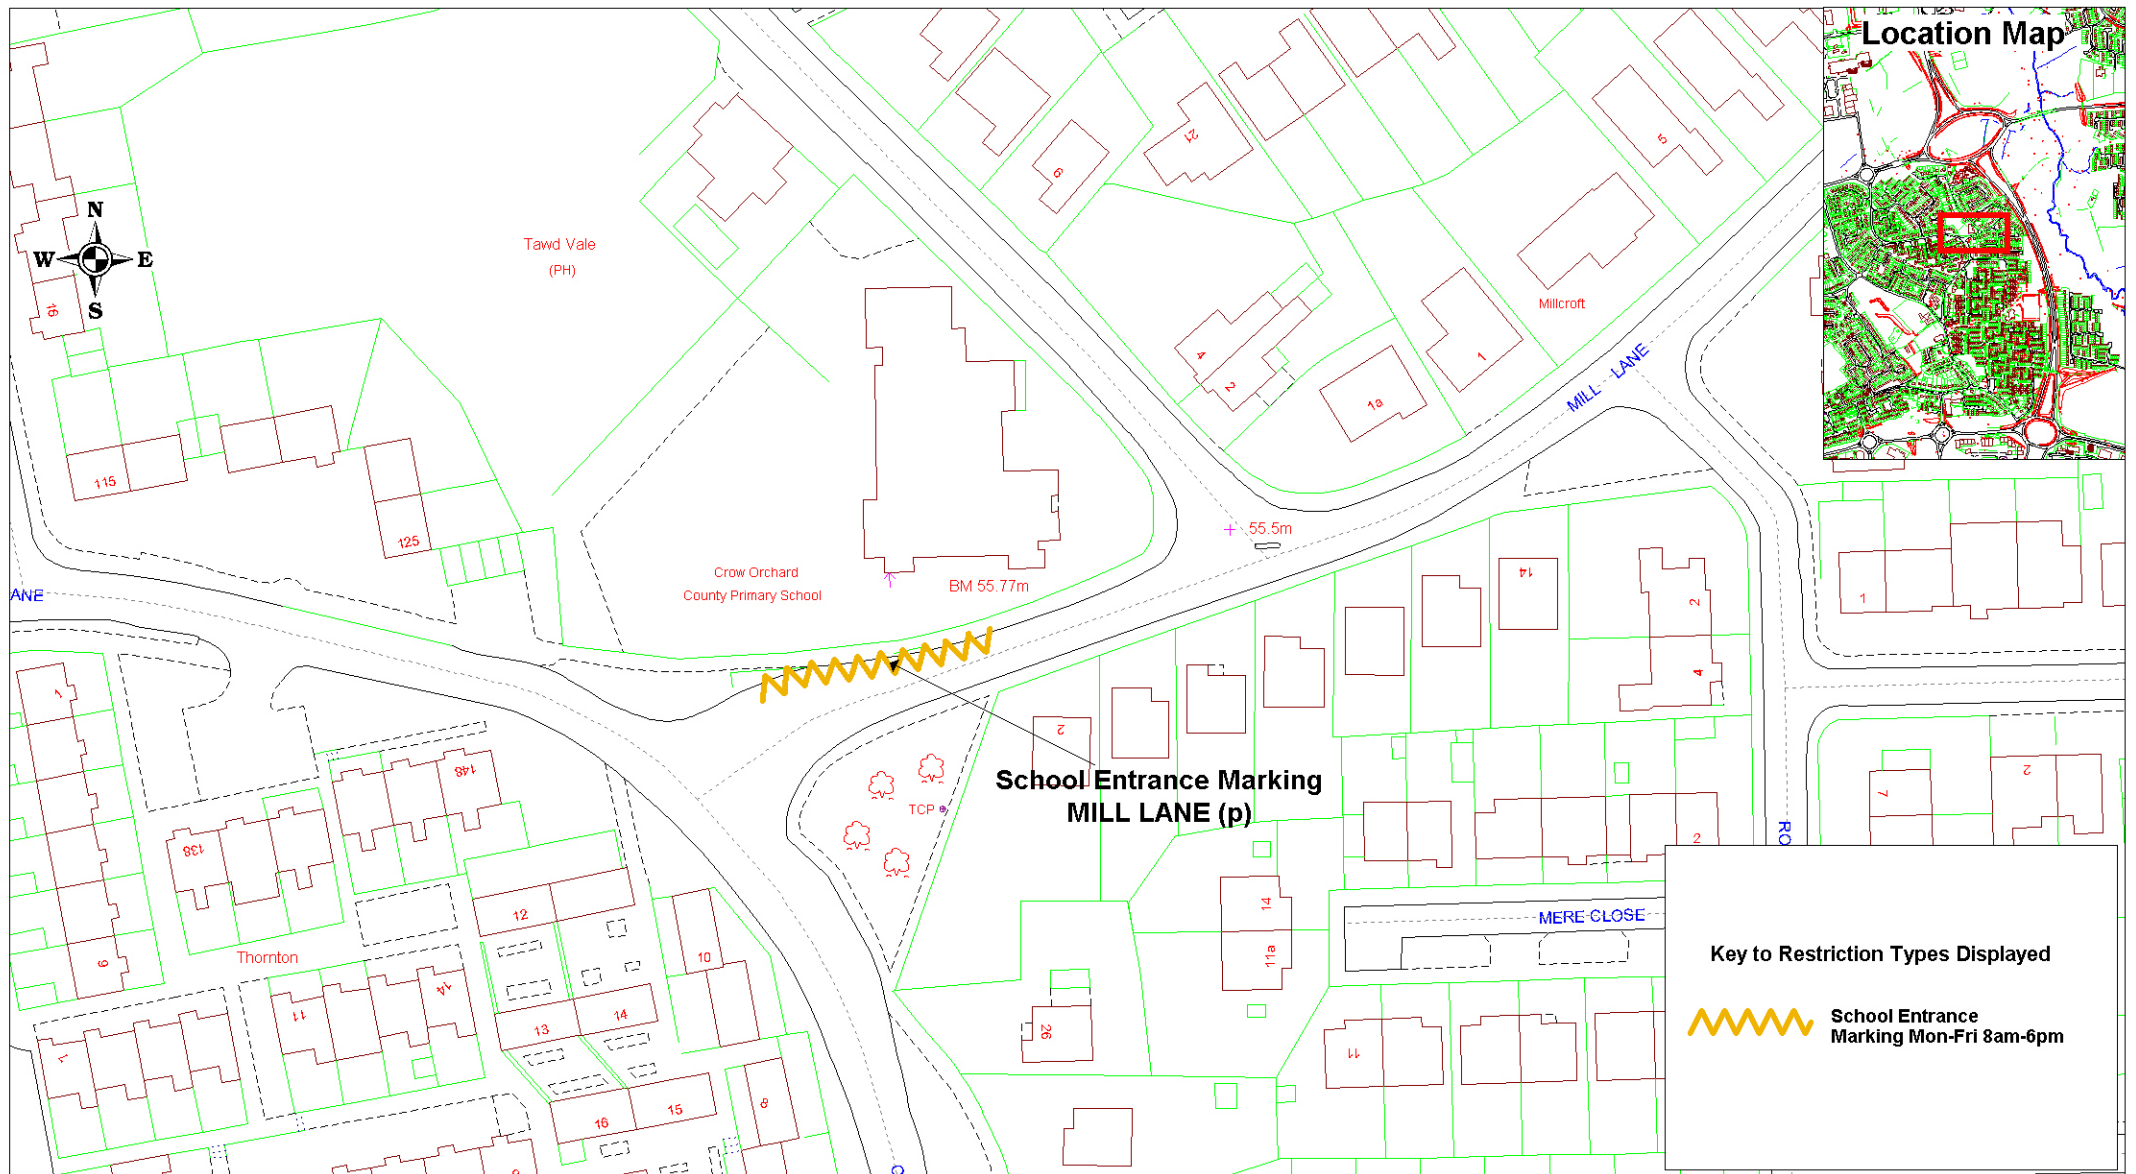 Location Map
N
W E
S
Tawd Vale
(PH)
16
6
21
5
4
2
1a
1
Millcroft
MILL LANE
115
125
55.5m
Crow Orchard
County Primary School
BM 55.77m
ANE
14
2
4
1
1
2
School Entrance Marking
MILL LANE (p)
TCP
148
138
12
10
9
Thornton
11
14
13
14
16
15
8
1
26
14
11a
11
2
7
2
RO
MERE CLOSE
Key to Restriction Types Displayed
School Entrance
Marking Mon-Fri 8am-6pm